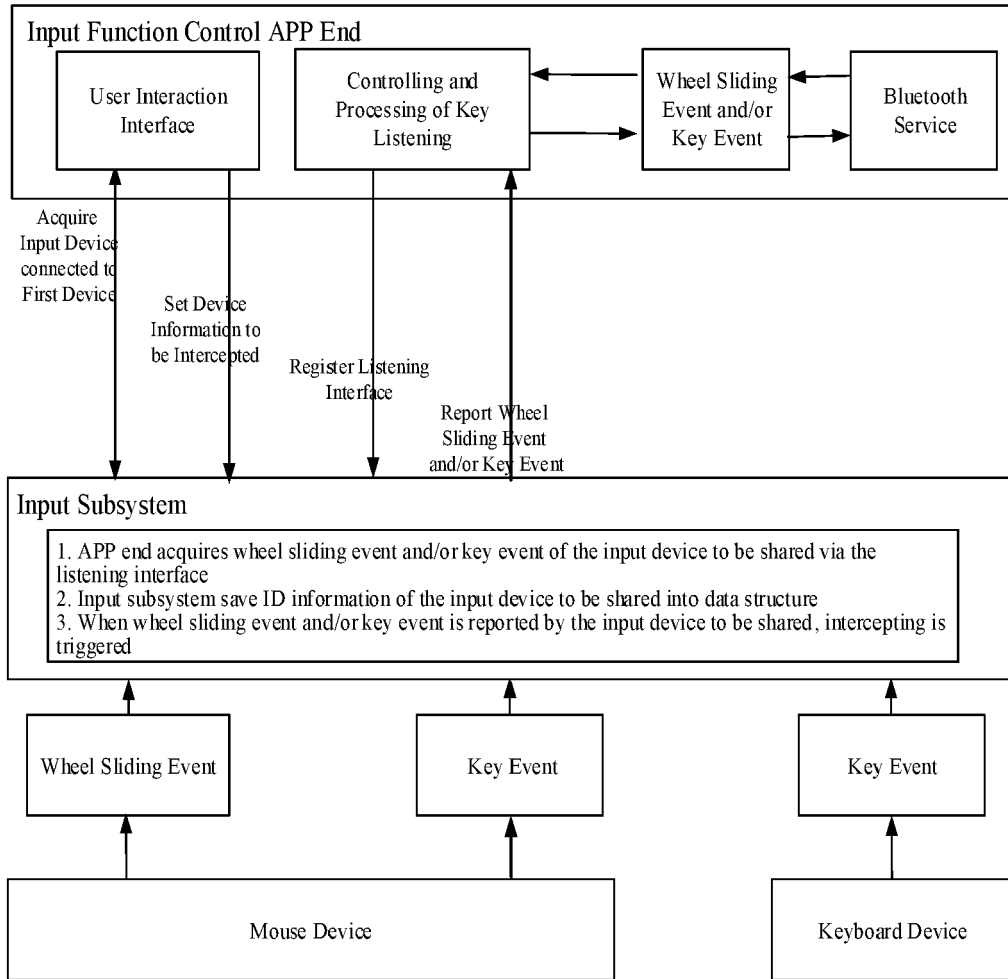 Input Function Control APP End
User Interaction
Interface
Controlling and
Processing of Key
Listening
Wheel Sliding
Event and/or
Key Event
Bluetooth
Service
Acquire
Input Device
connected to
First Device
Set Device
Information to
be Intercepted
Register Listening
Interface
Report Wheel
Sliding Event
and/or Key Event
Input Subsystem
1. APP end acquires wheel sliding event and/or key event of the input device to be shared via the
listening interface
2. Input subsystem save ID information of the input device to be shared into data structure
3. When wheel sliding event and/or key event is reported by the input device to be shared, intercepting is
triggered
Wheel Sliding Event
Key Event
Key Event
Mouse Device
Keyboard Device